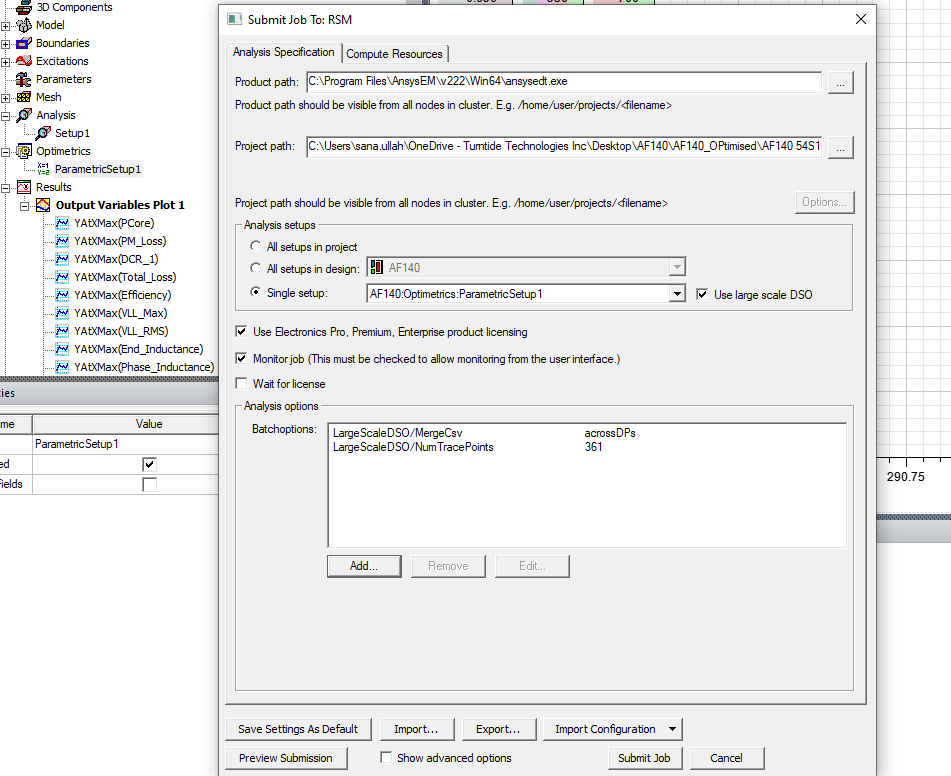 3D Components
Model
Boundaries
Excitations
Parameters
Mesh
Analysis
Setup1
Optimetrics
ParametricSetup1
Results
Output Variables Plot 1
YAtXMax(PCore)
YAtXMax(PM_Loss)
YAtXMax(DCR_1)
YAtXMax(Total_Loss)
YAtXMax(Efficiency)
YAtXMax(VLL_Max)
YAtXMax(VLL_RMS)
YAtXMax(End_Inductance)
YAtXMax(Phase_Inductance)
ies
me Value
ParametricSetup1
ed
Fields
Submit Job To: RSM
Analysis Specification Compute Resources
Product path: C:\Program Files\AnsysEM\v222\Win64\ansysedt.exe ...
Product path should be visible from all nodes in cluster. E.g. /home/user/projects/<filename>
Project path: C:\Users\sana.ullah\OneDrive - Turntide Technologies Inc\Desktop\AF140\AF140_OPtimised\AF140 54S1 ...
Project path should be visible from all nodes in cluster. E.g. /home/user/projects/<filename> Options...
Analysis setups
All setups in project
All setups in design: AF140
Single setup: AF140:Optimetrics:ParametricSetup1 Use large scale DSO
Use Electronics Pro, Premium, Enterprise product licensing
Monitor job (This must be checked to allow monitoring from the user interface.)
Wait for license
Analysis options
Batchoptions: LargeScaleDSO/MergeCsv acrossDPs
LargeScaleDSO/NumTracePoints 361
Add... Remove Edit...
Save Settings As Default Import... Export... Import Configuration
Preview Submission Show advanced options Submit Job Cancel
290.75